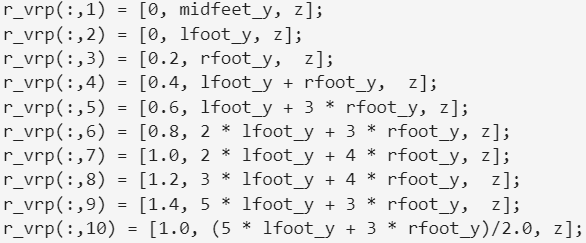 r_vrp(:,1) = [0, midfeet_y, z];
r_vrp(:,2) = [0, lfoot_y, z];
r_vrp(:,3) = [0.2, rfoot_y,  z];
r_vrp(:,4) = [0.4, lfoot_y + rfoot_y,  z];
r_vrp(:,5) = [0.6, lfoot_y + 3 * rfoot_y, z];
r_vrp(:,6) = [0.8, 2 * lfoot_y + 3 * rfoot_y, z];
r_vrp(:,7) = [1.0, 2 * lfoot_y + 4 * rfoot_y, z];
r_vrp(:,8) = [1.2, 3 * lfoot_y + 4 * rfoot_y,  z];
r_vrp(:,9) = [1.4, 5 * lfoot_y + 3 * rfoot_y, z];
r_vrp(:,10) = [1.0, (5 * lfoot_y + 3 * rfoot_y)/2.0, z];